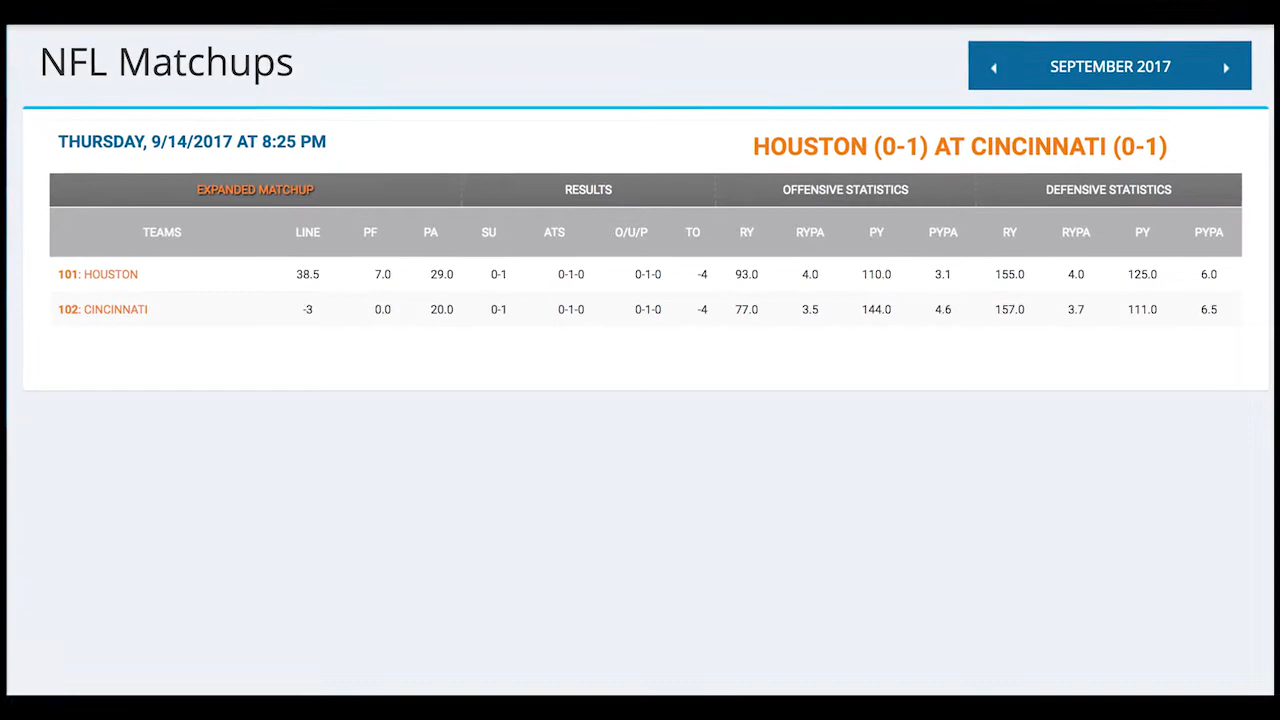 NFL Matchups
SEPTEMBER 2017
THURSDAY, 9/14/2017 AT 8:25 PM
HOUSTON (0-1) AT CINCINNATI (0-1)
EXPANDED MATCHUP RESULTS OFFENSIVE STATISTICS DEFENSIVE STATISTICS
TEAMS LINE PF PA SU ATS O/U/P TO RY RYPA PY PYPA RY RYPA PY PYPA
101: HOUSTON 38.5 7.0 29.0 0-1 0-1-0 0-1-0 -4 93.0 4.0 110.0 3.1 155.0 4.0 125.0 6.0
102: CINCINNATI -3 0.0 20.0 0-1 0-1-0 0-1-0 -4 77.0 3.5 144.0 4.6 157.0 3.7 111.0 6.5